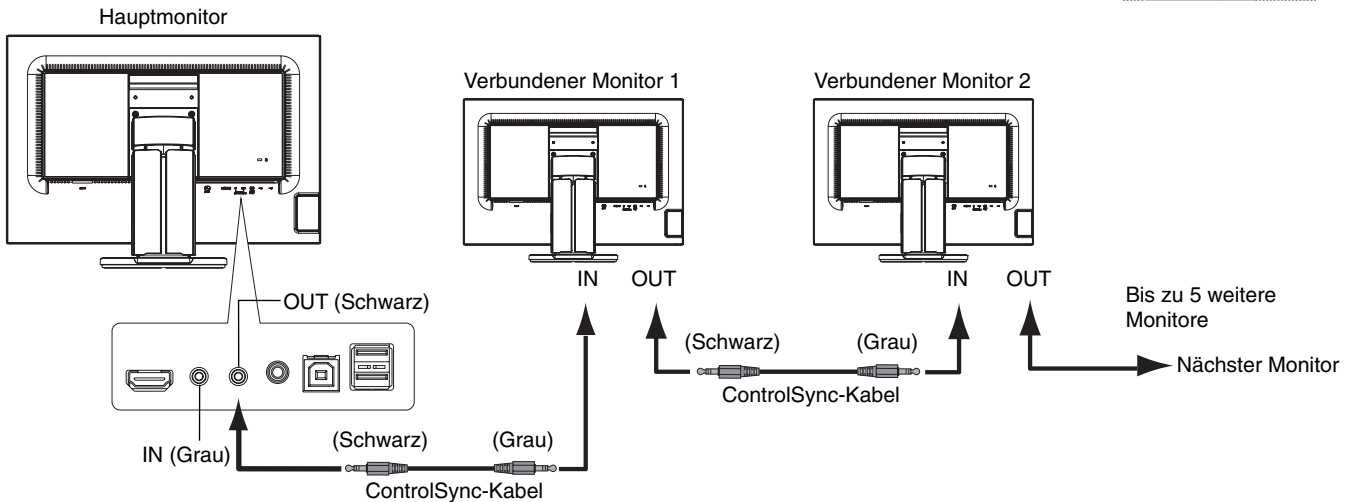 Hauptmonitor
Verbundener Monitor 1
Verbundener Monitor 2
IN
OUT
IN
OUT
OUT (Schwarz)
Bis zu 5 weitere
Monitore
(Schwarz)
(Grau)
Nächster Monitor
ControlSync-Kabel
IN (Grau)
(Schwarz)
(Grau)
ControlSync-Kabel